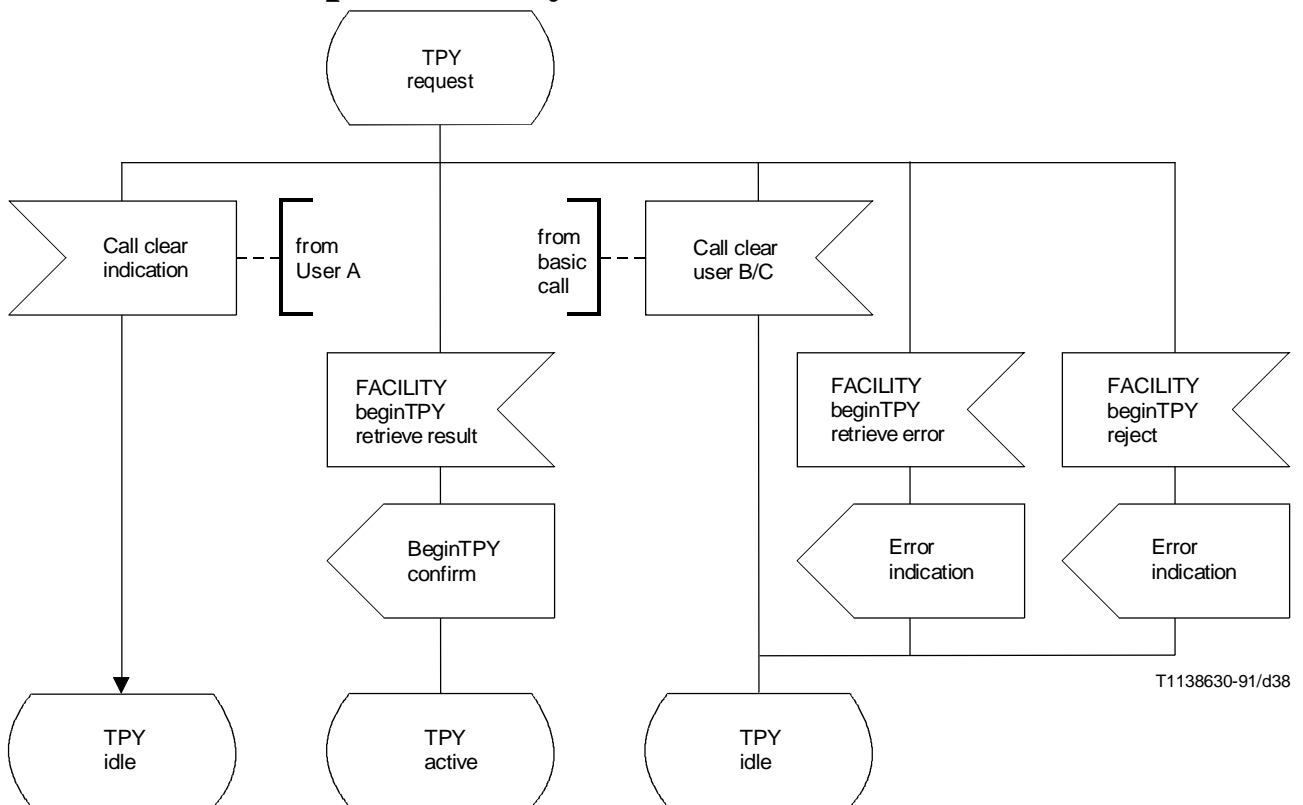 TPY
request
Call clear
indication
from
User A
from
basic
call
Call clear
user B/C
FACILITY
beginTPY
retrieve result
FACILITY
beginTPY
retrieve error
FACILITY
beginTPY
reject
BeginTPY
confirm
Error
indication
Error
indication
T1138630-91/d38
TPY
idle
TPY
active
TPY
idle